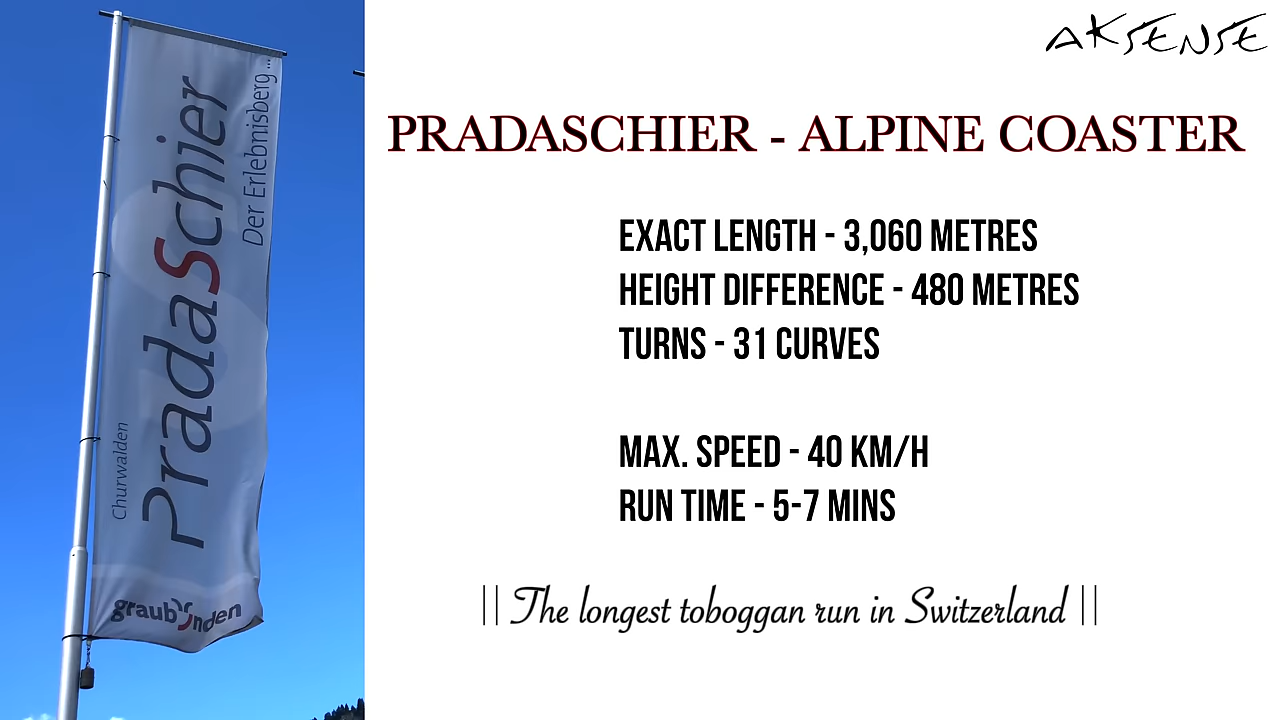 Churwalden
Pradaschier
Der Erlebnisberg...
graubünden
AKSENSE
PRADASCHIER - ALPINE COASTER
EXACT LENGTH - 3,060 METRES
HEIGHT DIFFERENCE - 480 METRES
TURNS - 31 CURVES
MAX. SPEED - 40 KM/H
RUN TIME - 5-7 MINS
|| The longest toboggan run in Switzerland ||